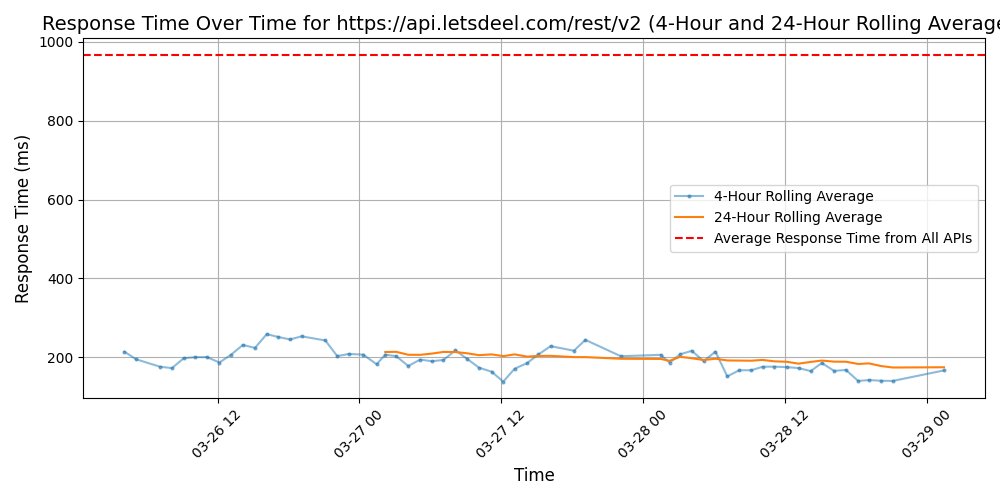 Response Time Over Time for https://api.letsdeel.com/rest/v2 (4-Hour and 24-Hour Rolling Average
1000
800
600
400
200
Response Time (ms)
4-Hour Rolling Average
24-Hour Rolling Average
Average Response Time from All APIs
03-26 12
03-27 00
03-27 12
03-28 00
03-28 12
03-29 00
Time